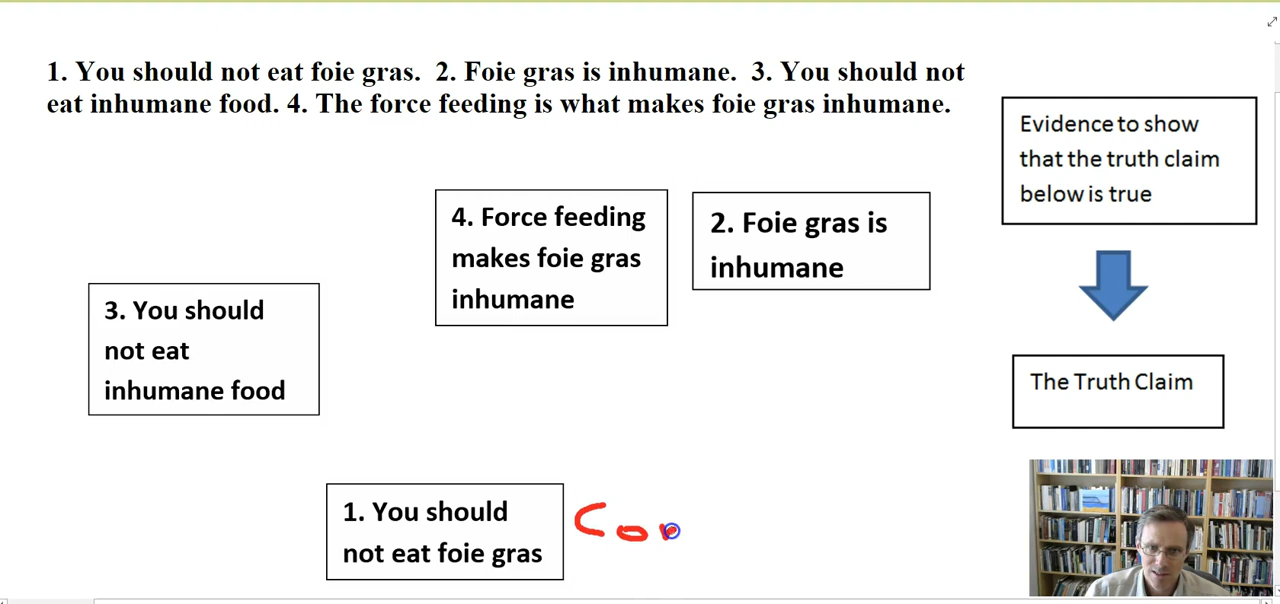 1. You should not eat foie gras. 2. Foie gras is inhumane. 3. You should not
eat inhumane food. 4. The force feeding is what makes foie gras inhumane.
Evidence to show
that the truth claim
below is true
4. Force feeding
makes foie gras
inhumane
2. Foie gras is
inhumane
3. You should
not eat
inhumane food
The Truth Claim
1. You should
not eat foie gras
Co